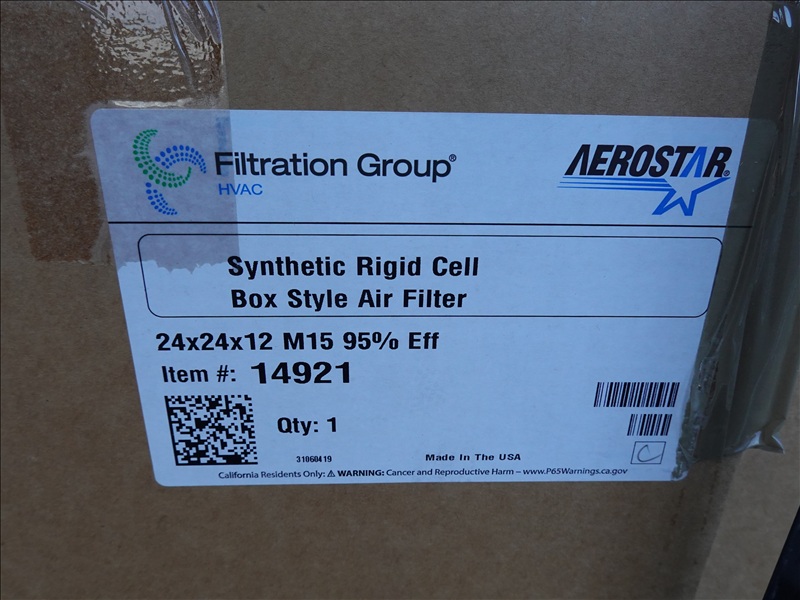 Filtration Group®
HVAC
AEROSTAR®
Synthetic Rigid Cell
Box Style Air Filter
24x24x12 M15 95% Eff
Item #: 14921
Qty: 1
31060419
Made In The USA
C
California Residents Only: ⚠ WARNING: Cancer and Reproductive Harm – www.P65Warnings.ca.gov